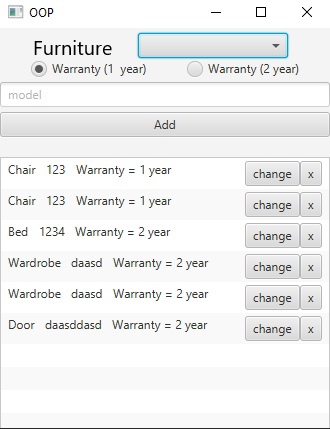 OOP
Furniture
Warranty (1  year) Warranty (2 year)
model
Add
Chair 123 Warranty = 1 year change x
Chair 123 Warranty = 1 year change x
Bed 1234 Warranty = 2 year change x
Wardrobe daasd Warranty = 2 year change x
Wardrobe daasd Warranty = 2 year change x
Door daasddasd Warranty = 2 year change x